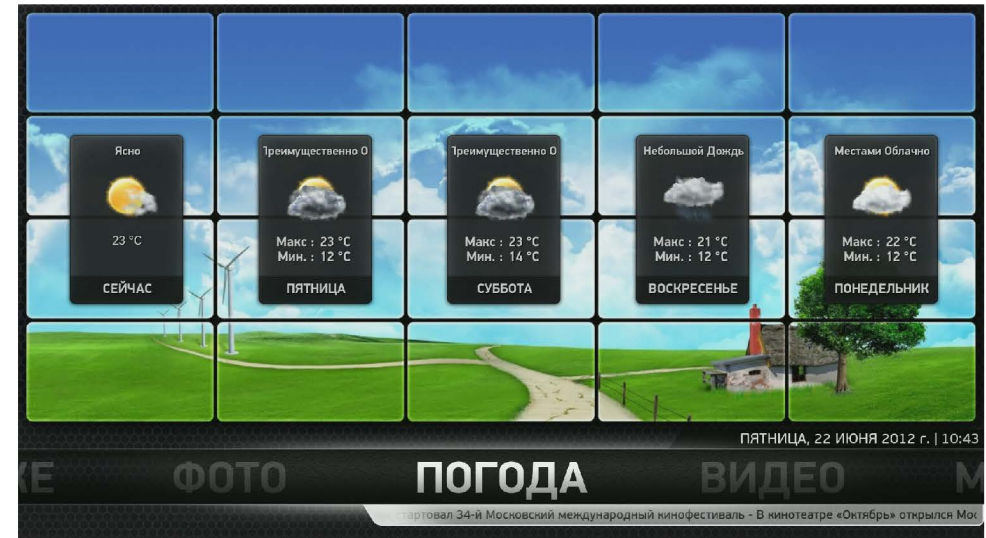 Ясно
23 °C
СЕЙЧАС
Преимущественно О
Макс : 23 °C
Мин. : 12 °C
ПЯТНИЦА
Преимущественно О
Макс : 23 °C
Мин. : 14 °C
СУББОТА
Небольшой Дождь
Макс : 21 °C
Мин. : 12 °C
ВОСКРЕСЕНЬЕ
Местами Облачно
Макс : 22 °C
Мин. : 12 °C
ПОНЕДЕЛЬНИК
ПЯТНИЦА, 22 ИЮНЯ 2012 г. | 10:43
КЕ ФОТО ПОГОДА ВИДЕО М
стартовал 34-й Московский международный кинофестиваль - В кинотеатре «Октябрь» открылся Мос